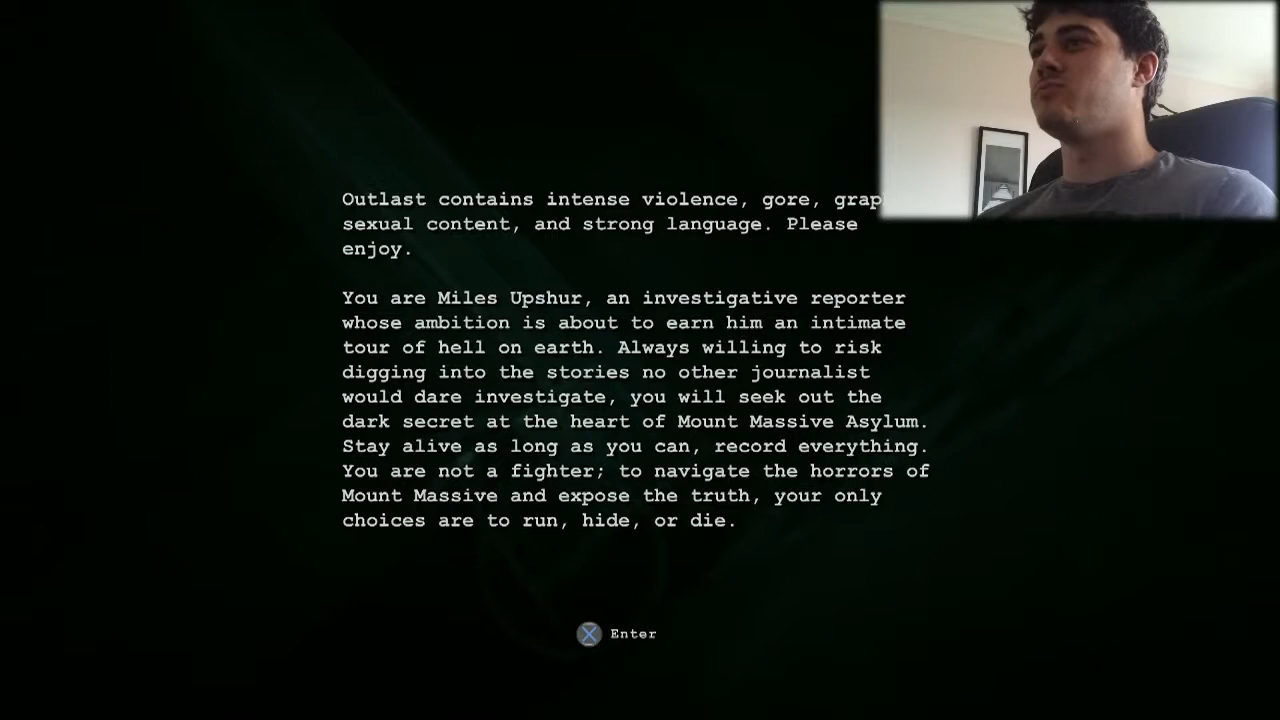 Outlast contains intense violence, gore,
sexual content, and strong language. Please
enjoy.
You are Miles Upshur, an investigative reporter
whose ambition is about to earn him an intimate
tour of hell on earth. Always willing to risk
digging into the stories no other journalist
would dare investigate, you will seek out the
dark secret at the heart of Mount Massive Asylum.
Stay alive as long as you can, record everything.
You are not a fighter; to navigate the horrors of
Mount Massive and expose the truth, your only
choices are to run, hide, or die.
Enter